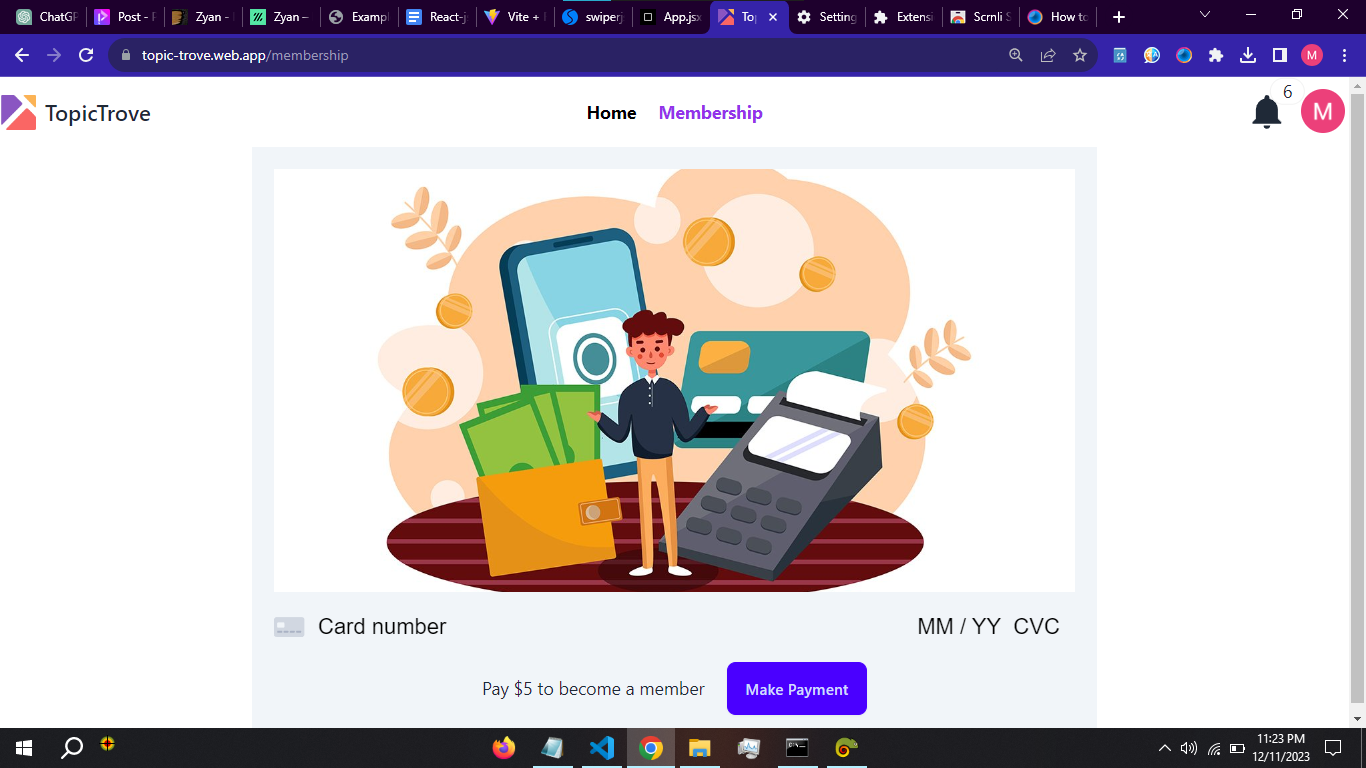 ChatGP
Post - F
Zyan -
Zyan –
Exampl
React-js
Vite + 
swiperj
App.jsx
Top
Setting
Extensi
Scrnli S
How to
topic-trove.web.app/membership
M
TopicTrove
Home
Membership
6
M
Card number
MM / YY CVC
Pay $5 to become a member
Make Payment
11:23 PM
12/11/2023